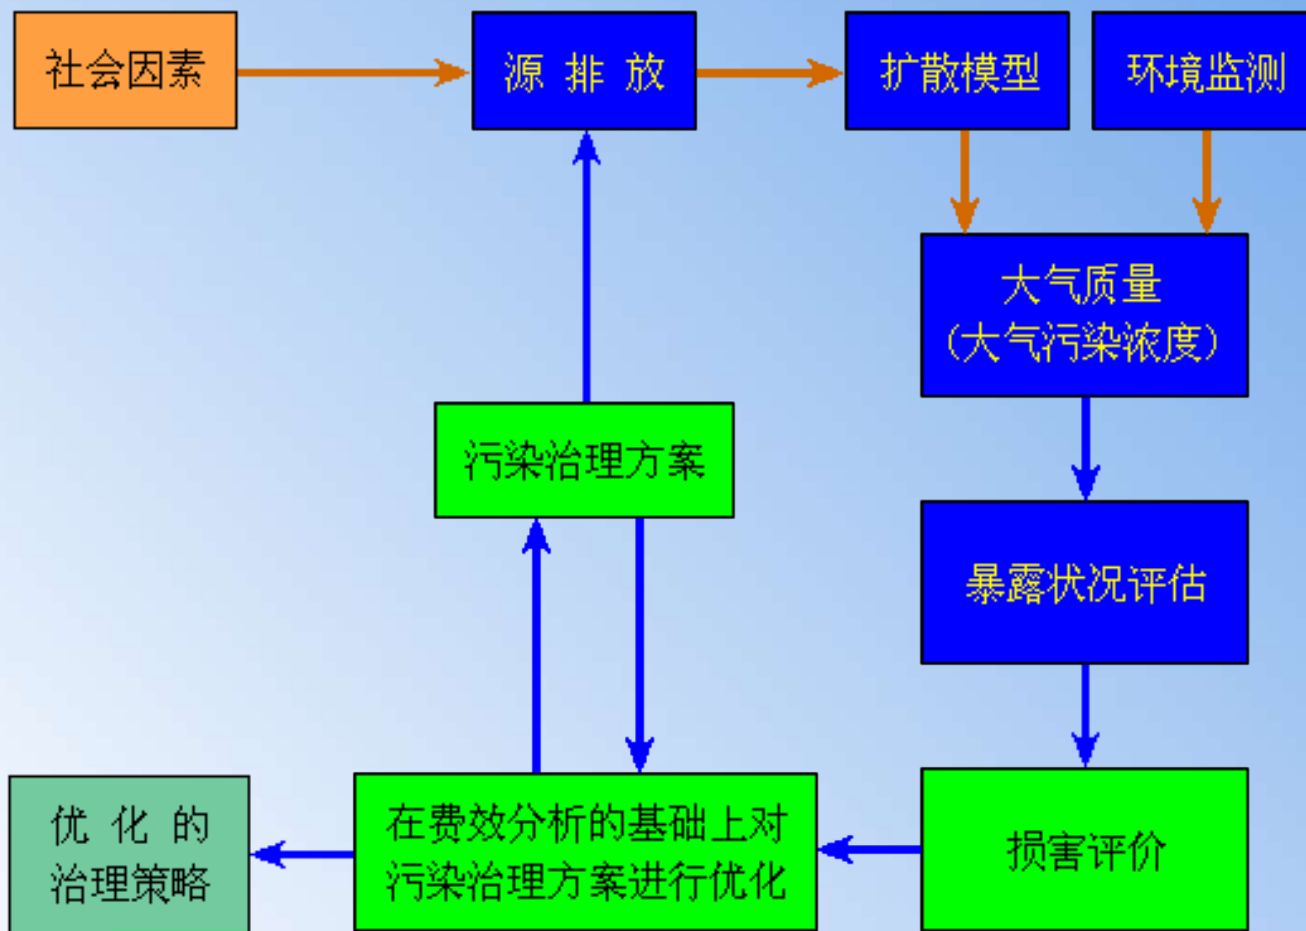 社会因素
源 排 放
扩散模型
环境监测
大气质量
(大气污染浓度)
污染治理方案
暴露状况评估
优 化 的
治理策略
在费效分析的基础上对
污染治理方案进行优化
损害评价